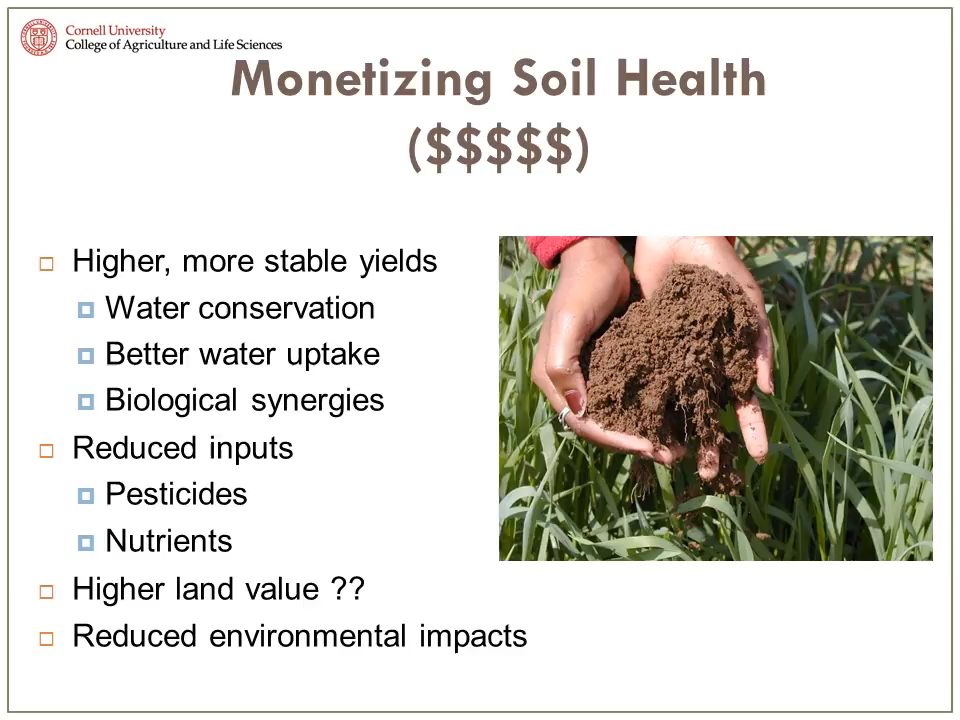 Cornell University
College of Agriculture and Life Sciences
Monetizing Soil Health
($$$$$)
Higher, more stable yields
Water conservation
Better water uptake
Biological synergies
Reduced inputs
Pesticides
Nutrients
Higher land value ??
Reduced environmental impacts